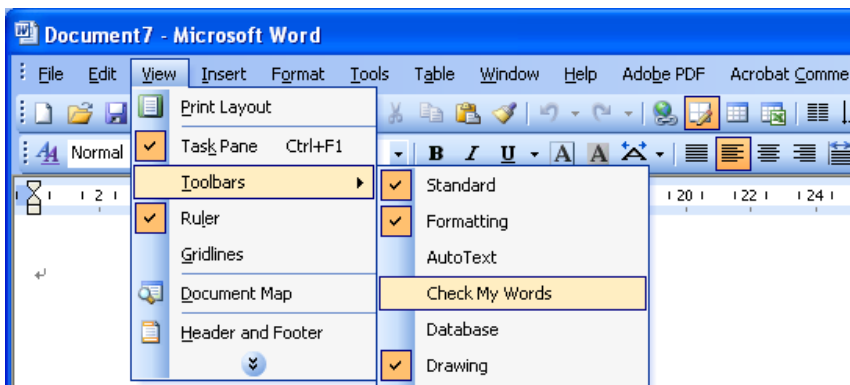 Document7 - Microsoft Word
File Edit View Insert Format Tools Table Window Help Adobe PDF Acrobat Comme
Print Layout
Normal
Task Pane Ctrl+F1
B I U A A
Toolbars
Standard
2 20 22 24
Ruler
Formatting
Gridlines
AutoText
Document Map
Check My Words
Header and Footer
Database
Drawing